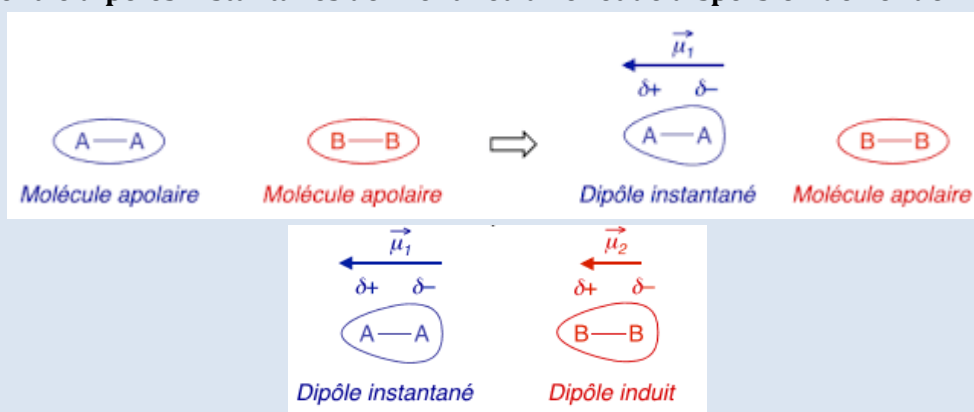 μ₁
δ+ δ–
A—A B—B A—A B—B
Molécule apolaire Molécule apolaire Dipôle instantané Molécule apolaire
μ₁ μ₂
δ+ δ– δ+ δ–
A—A B—B
Dipôle instantané Dipôle induit